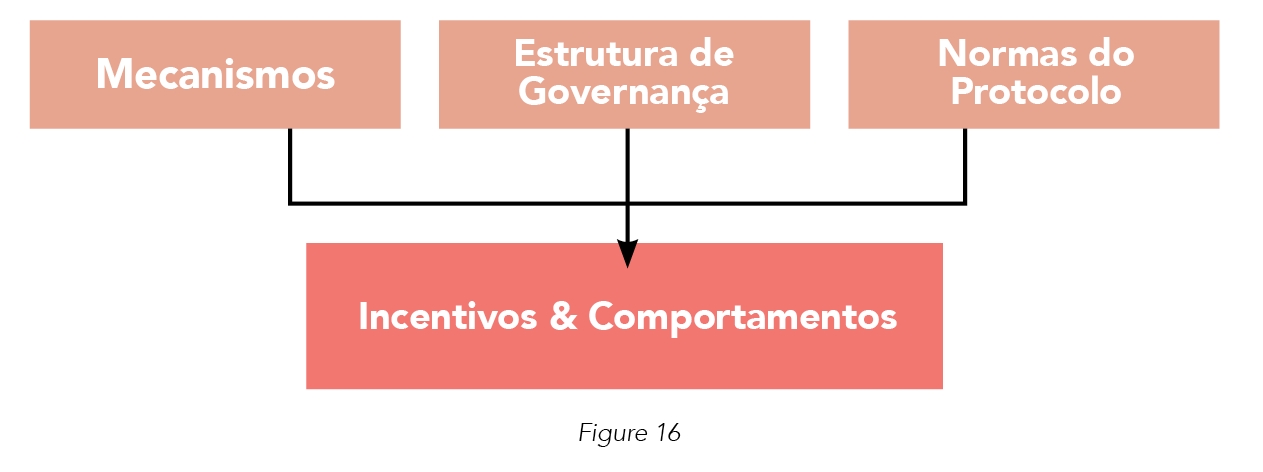 Mecanismos
Estrutura de
Governança
Normas do
Protocolo
Incentivos & Comportamentos
Figure 16